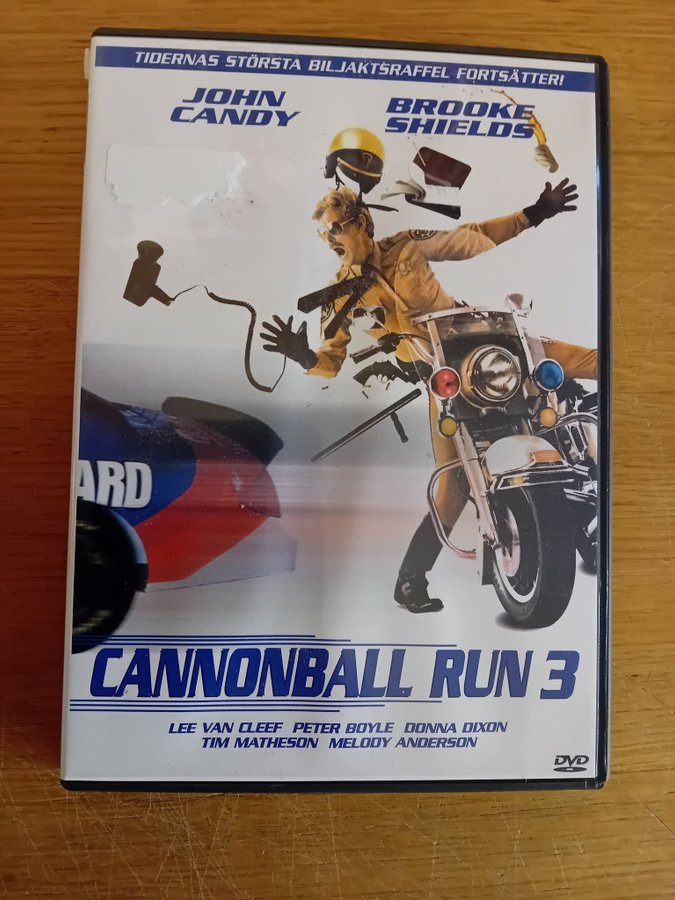 TIDERNAS STÖRSTA BILJAKTSRAFFEL FORTSÄTTER!
JOHN CANDY
BROOKE SHIELDS
ARD
CANNONBALL RUN 3
LEE VAN CLEEF PETER BOYLE DONNA DIXON
TIM MATHESON MELODY ANDERSON
DVD